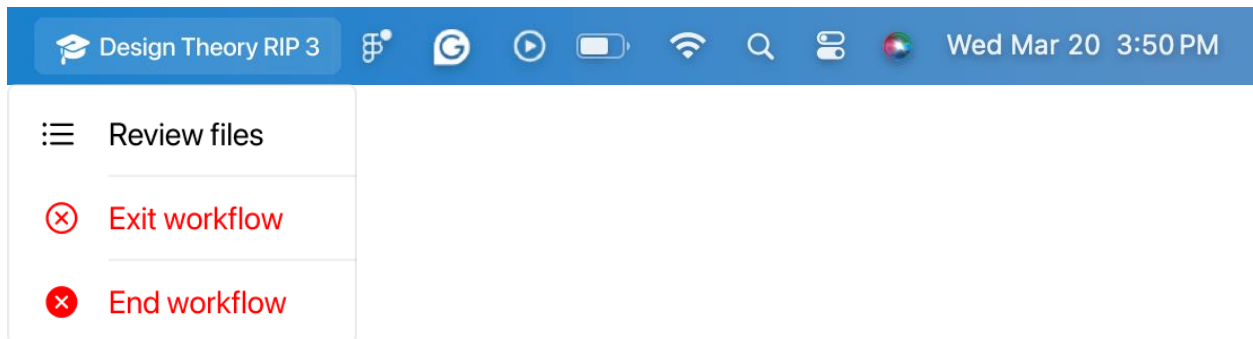 Design Theory RIP 3 Wed Mar 20 3:50 PM
Review files
Exit workflow
End workflow